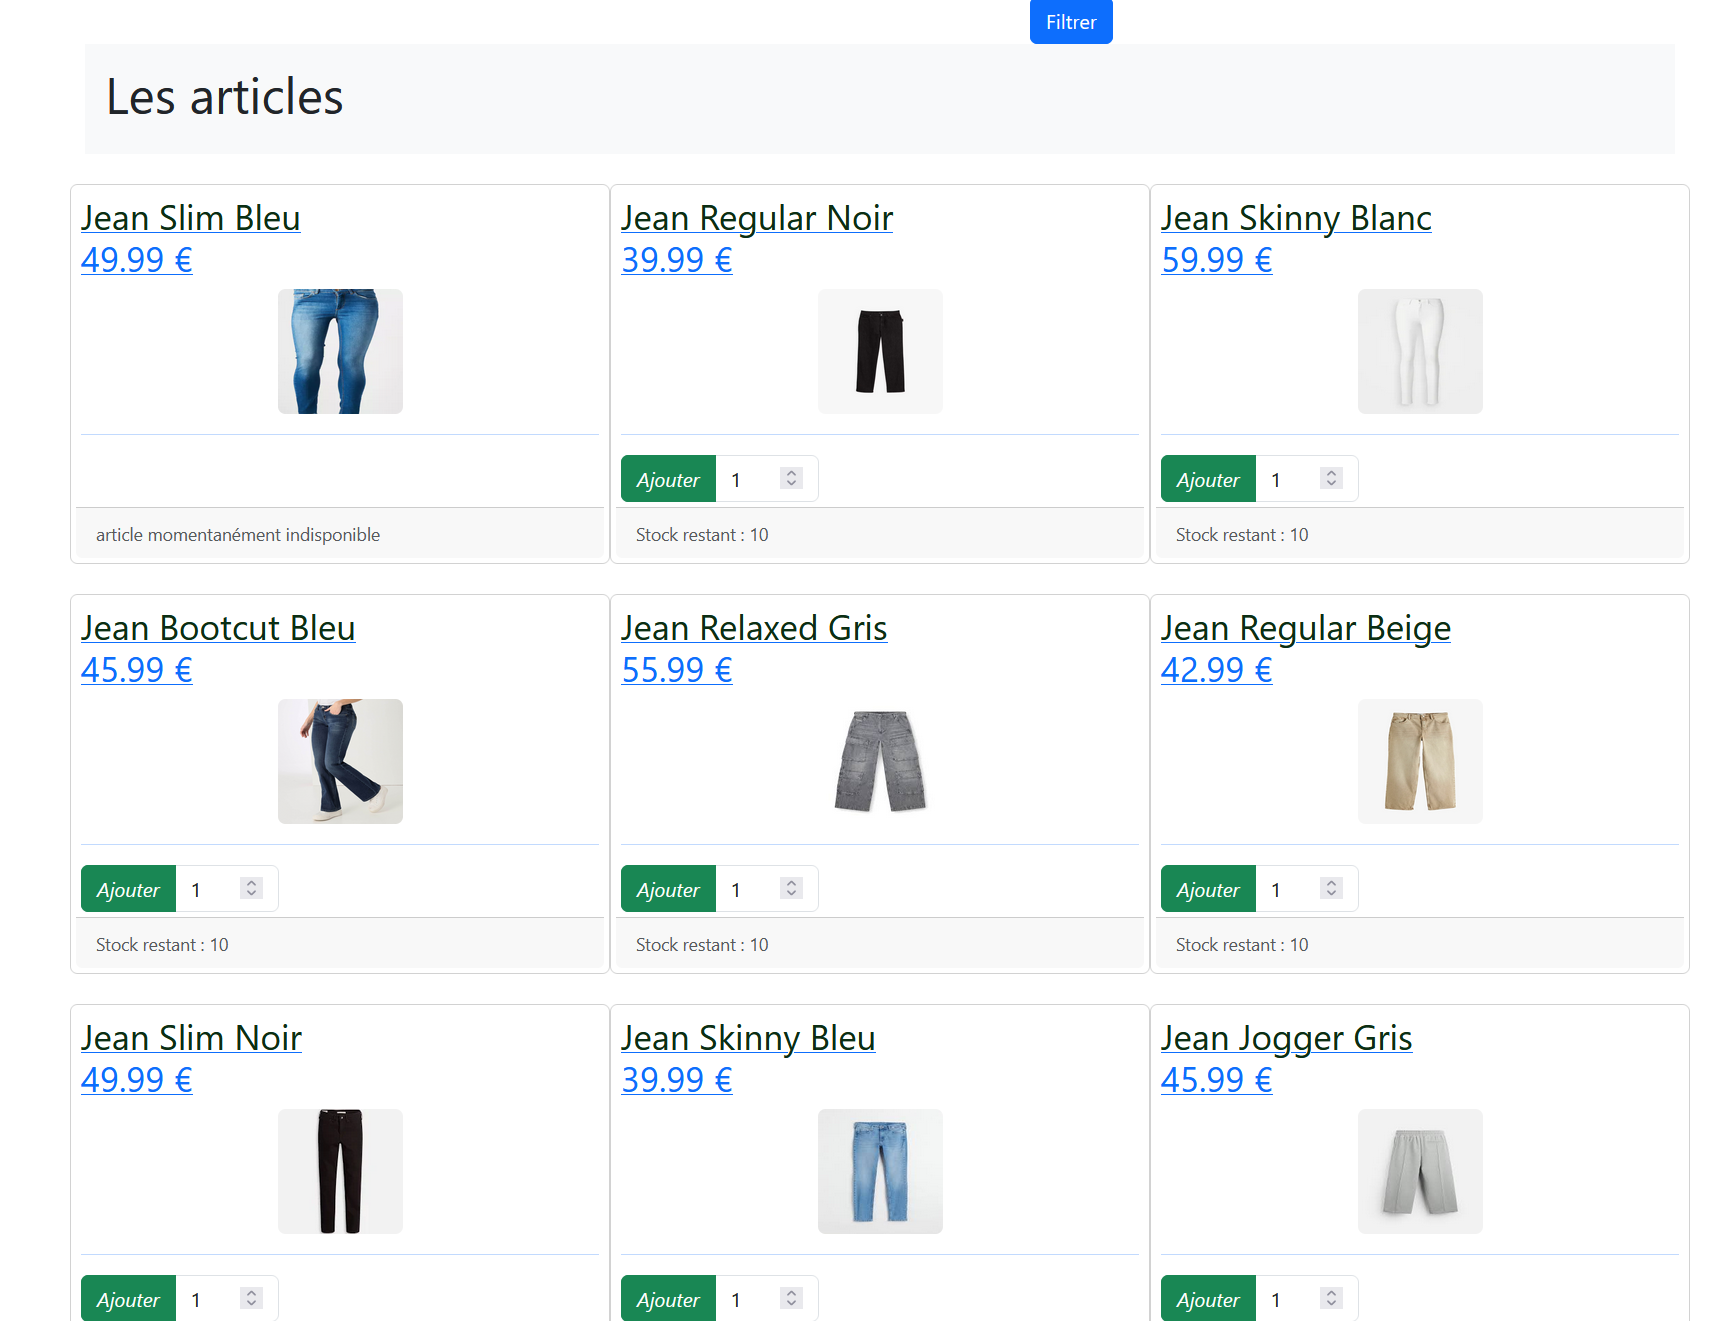 Filtrer
Les articles
Jean Slim Bleu
49.99 €
article momentanément indisponible
Jean Regular Noir
39.99 €
Ajouter 1
Stock restant : 10
Jean Skinny Blanc
59.99 €
Ajouter 1
Stock restant : 10
Jean Bootcut Bleu
45.99 €
Ajouter 1
Stock restant : 10
Jean Relaxed Gris
55.99 €
Ajouter 1
Stock restant : 10
Jean Regular Beige
42.99 €
Ajouter 1
Stock restant : 10
Jean Slim Noir
49.99 €
Ajouter 1
Jean Skinny Bleu
39.99 €
Ajouter 1
Jean Jogger Gris
45.99 €
Ajouter 1